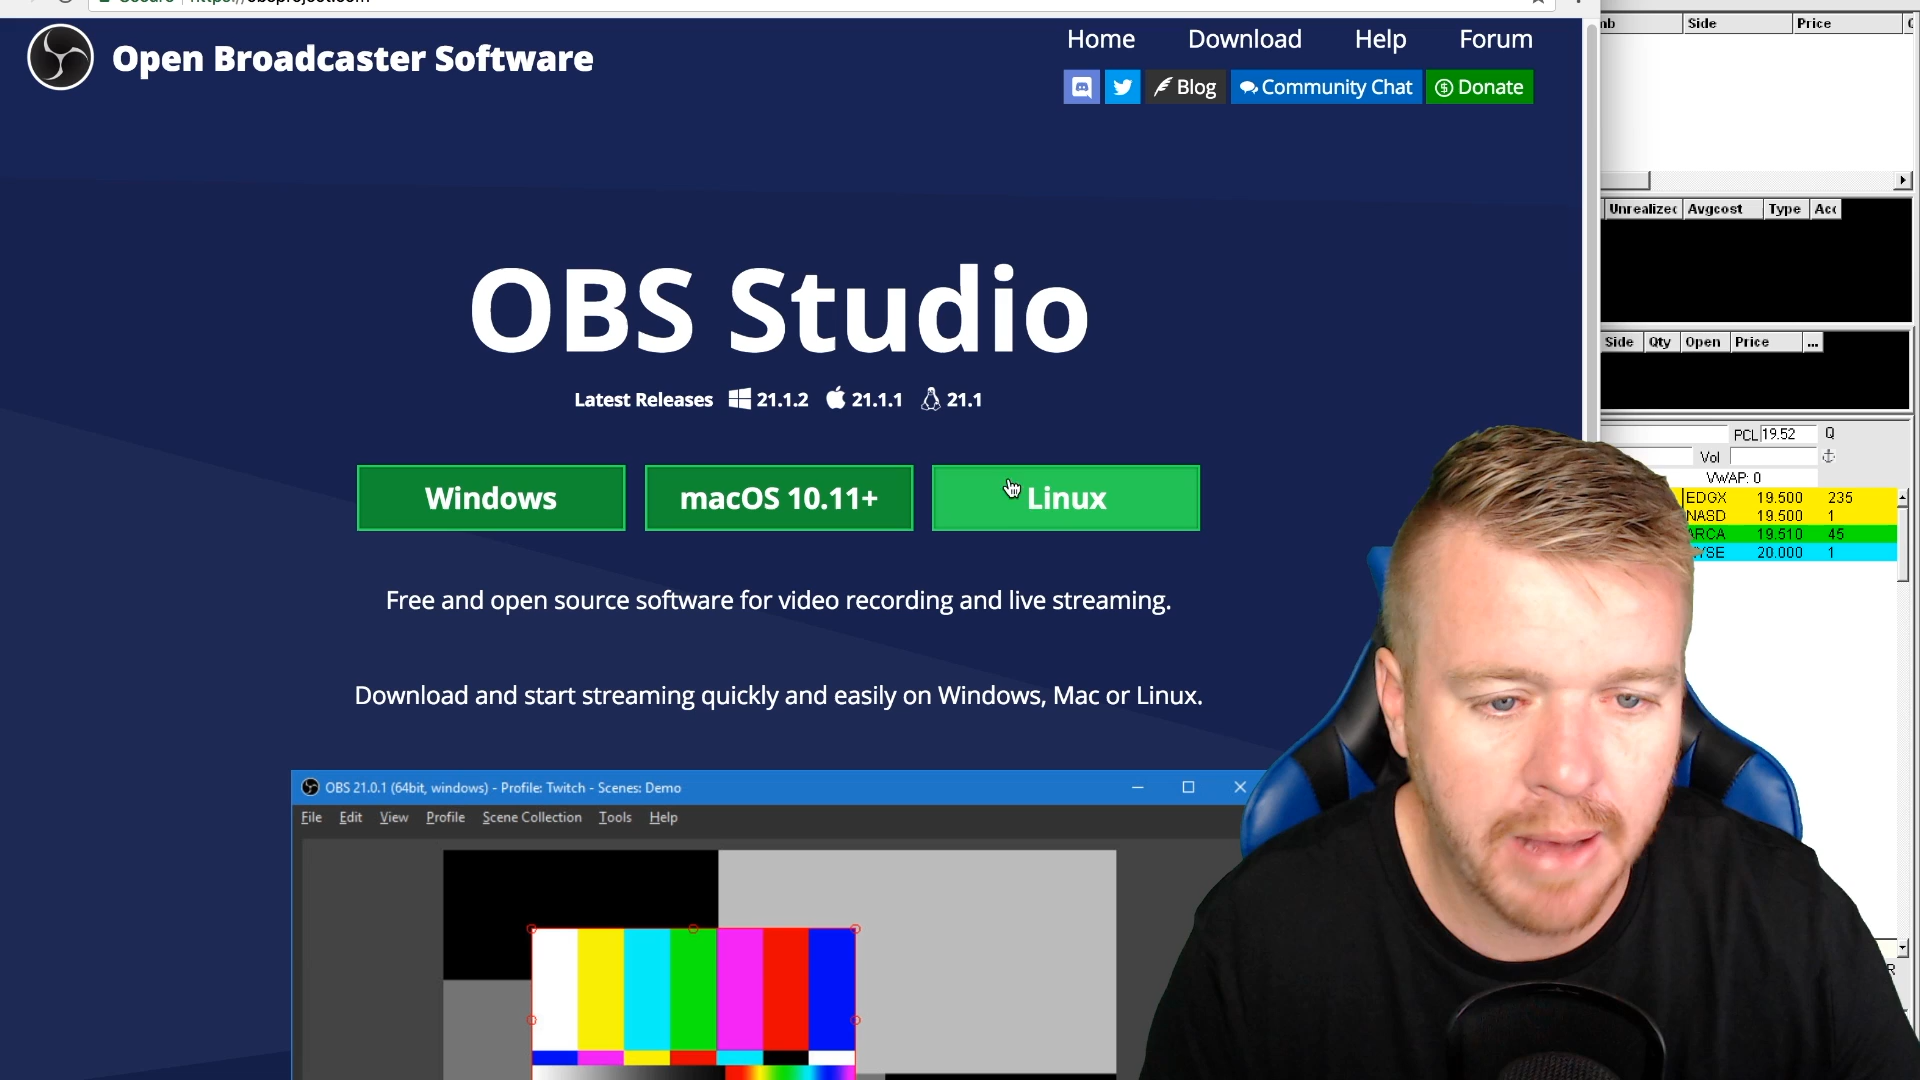 Open Broadcaster Software
Home Download Help Forum
Blog Community Chat Donate
OBS Studio
Latest Releases 21.1.2 21.1.1 21.1
Windows macOS 10.11+ Linux
Free and open source software for video recording and live streaming.
Download and start streaming quickly and easily on Windows, Mac or Linux.
OBS 21.0.1 (64bit, windows) - Profile: Twitch - Scenes: Demo
File Edit View Profile Scene Collection Tools Help
Side Price
Avgcost Type
Side Qty Open Price ...
PCL 19.52 Q
Vol
VWAP: 0
EDGX 19.500 235
NASD 19.500 1
ARCA 19.510 45
20.000 1